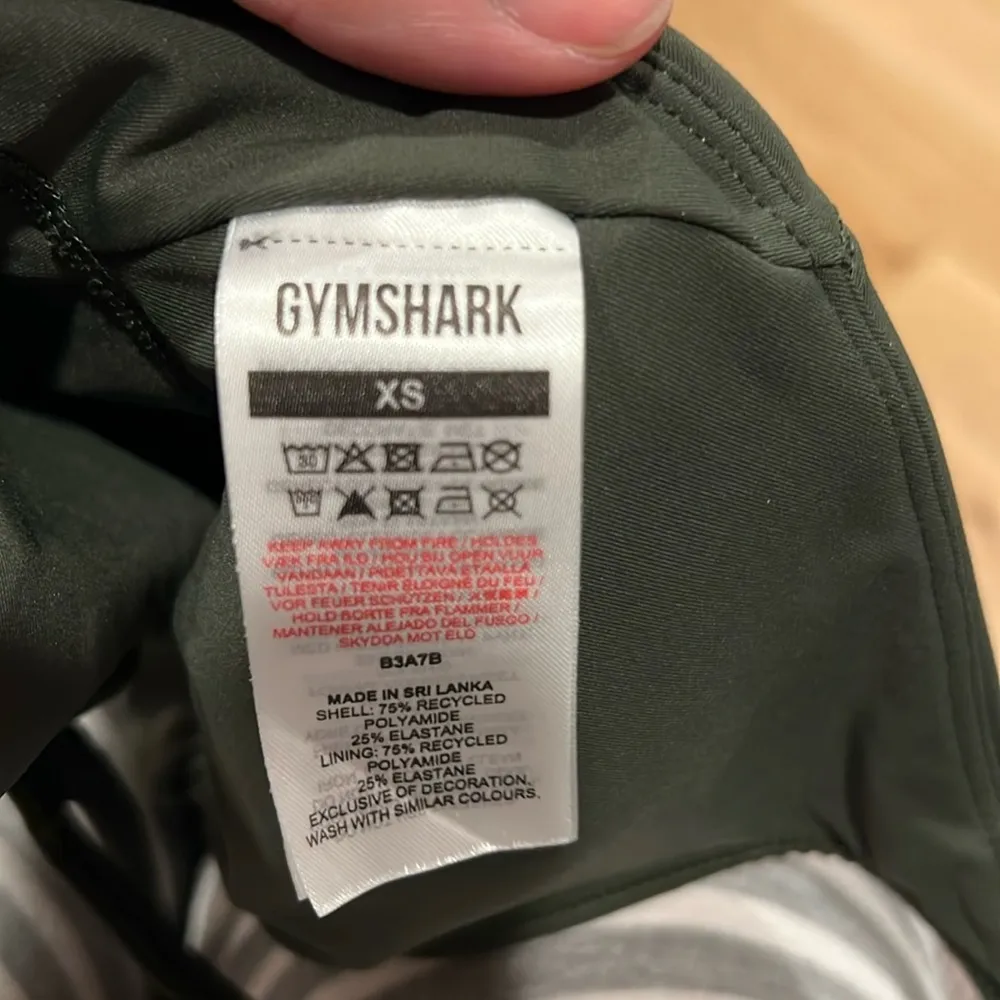 GYMSHARK
XS
30
KEEP AWAY FROM FIRE / HOLDES
VÆK FRA ILD / HOU BIJ OPEN VUUR
VANDAAN / PIDETTÄVÄ ETÄÄLLÄ
TULESTA / TENIR ÉLOIGNÉ DU FEU /
VOR FEUER SCHÜTZEN /
HOLD BORTE FRA FLAMMER /
MANTENER ALEJADO DEL FUEGO /
SKYDDA MOT ELD
B3A7B
MADE IN SRI LANKA
SHELL: 75% RECYCLED
POLYAMIDE
25% ELASTANE
LINING: 75% RECYCLED
POLYAMIDE
25% ELASTANE
EXCLUSIVE OF DECORATION.
WASH WITH SIMILAR COLOURS.